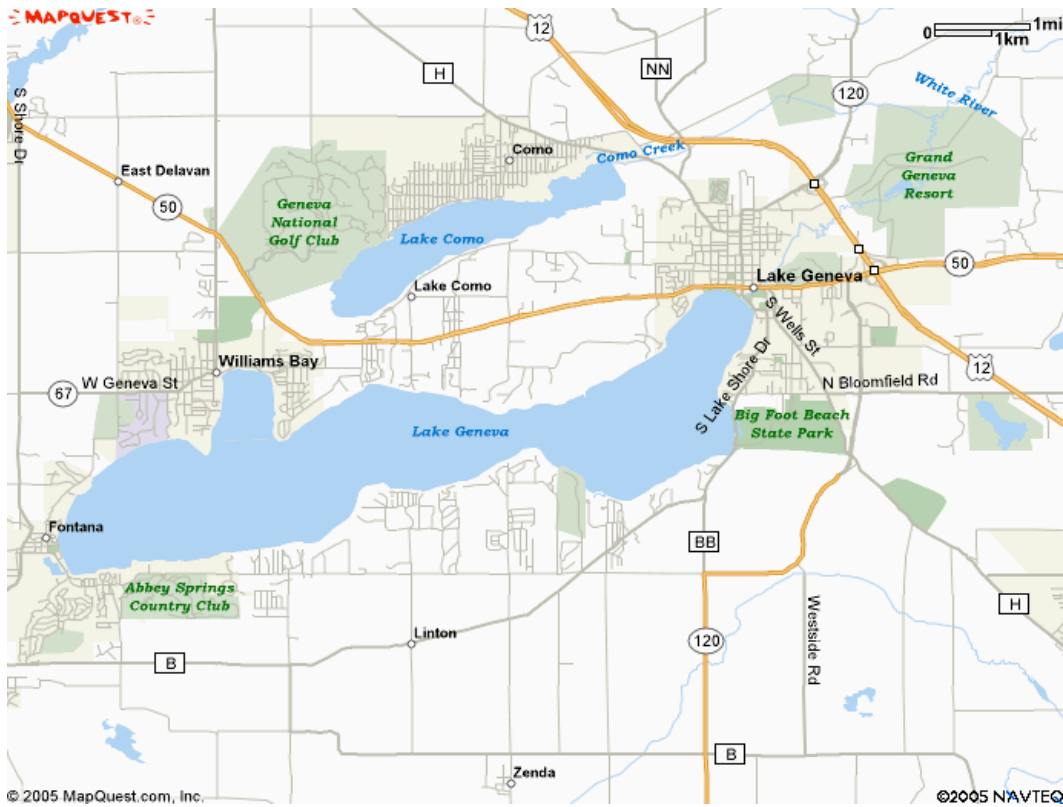 MAPQUEST®
12
1mi
0
1km
H
NN
120
White River
S Shore Dr
Como
Como Creek
East Delavan
Grand
Geneva
Resort
50
Geneva
National
Golf Club
Lake Como
50
Lake Geneva
Lake Como
S Wells St
Williams Bay
S Lake Shore Dr
12
67
W Geneva St
N Bloomfield Rd
Big Foot Beach
State Park
Lake Geneva
Fontana
BB
Abbey Springs
Country Club
H
Westside Rd
Linton
120
B
B
Zenda
© 2005 MapQuest.com, Inc.
©2005 NAVTEQ